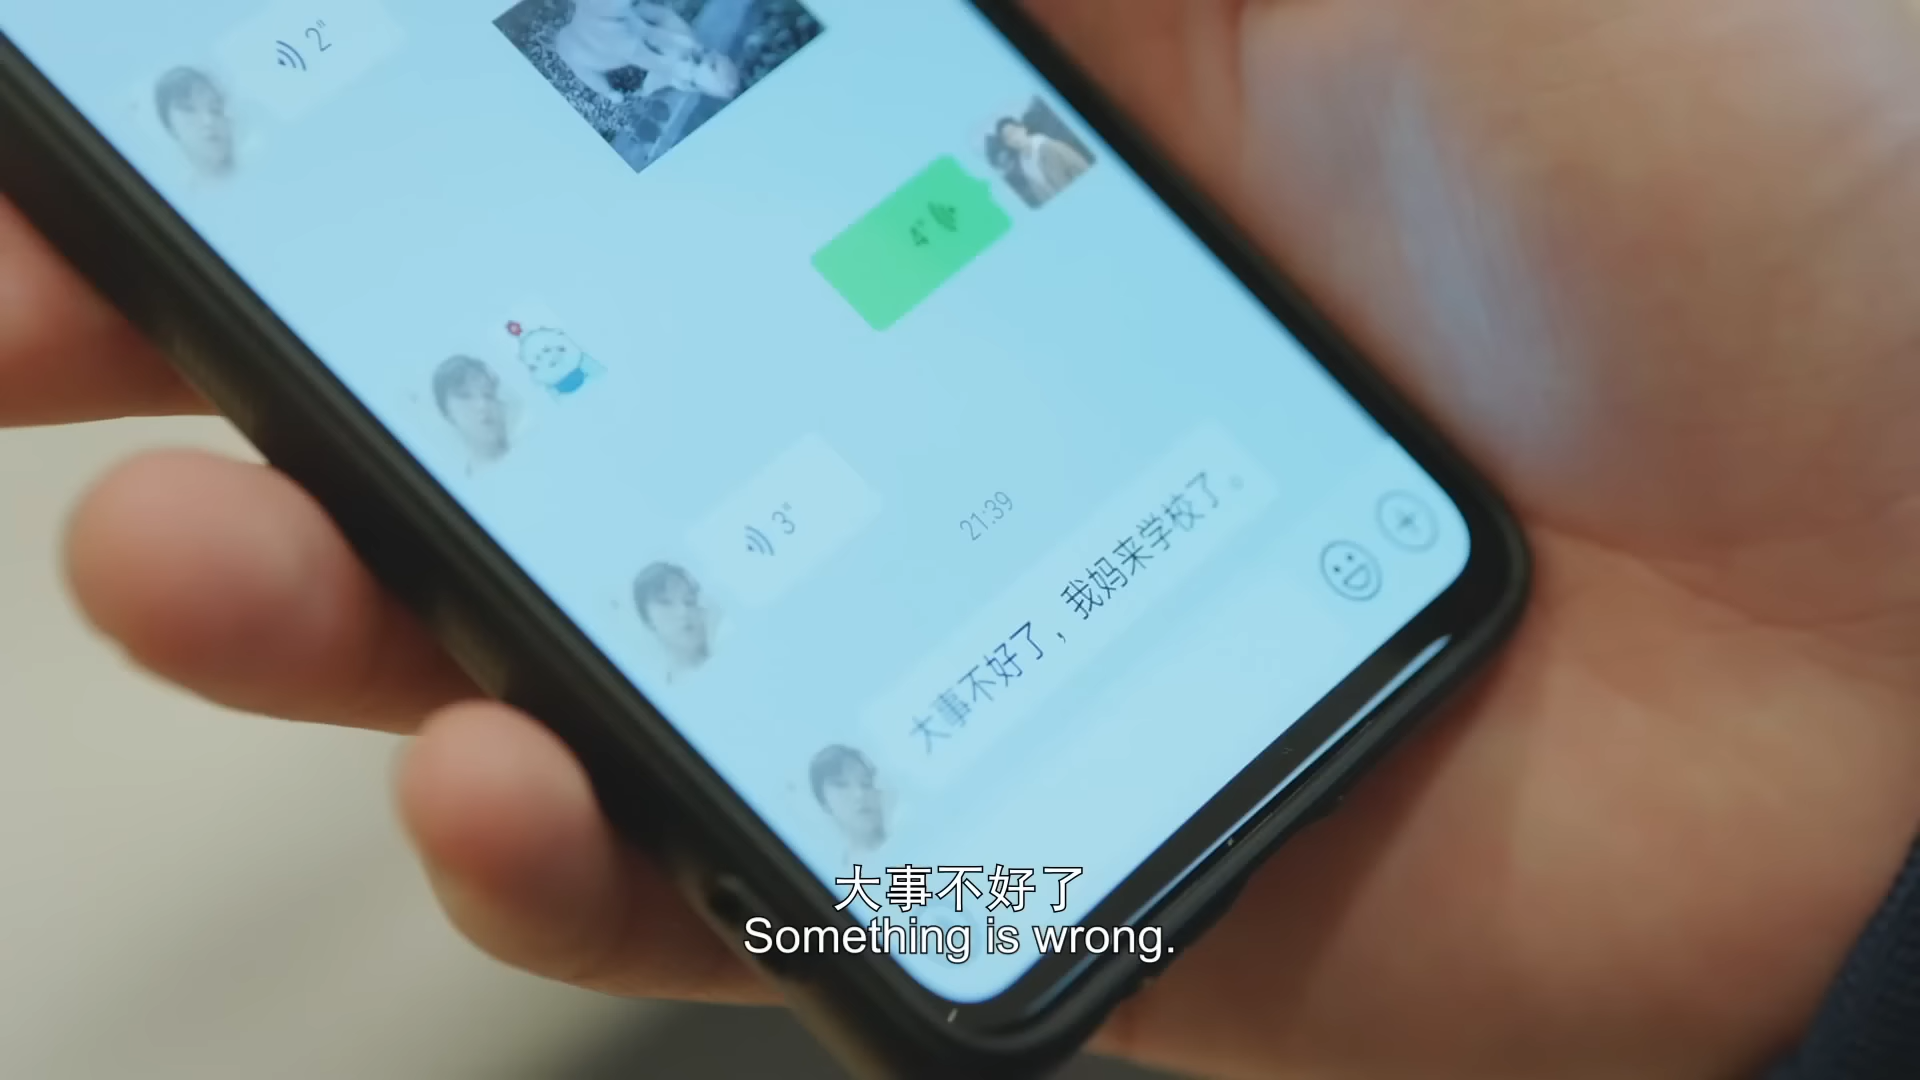 2"
4"
3"
21:39
大事不好了，我妈来学校了。
大事不好了
Something is wrong.